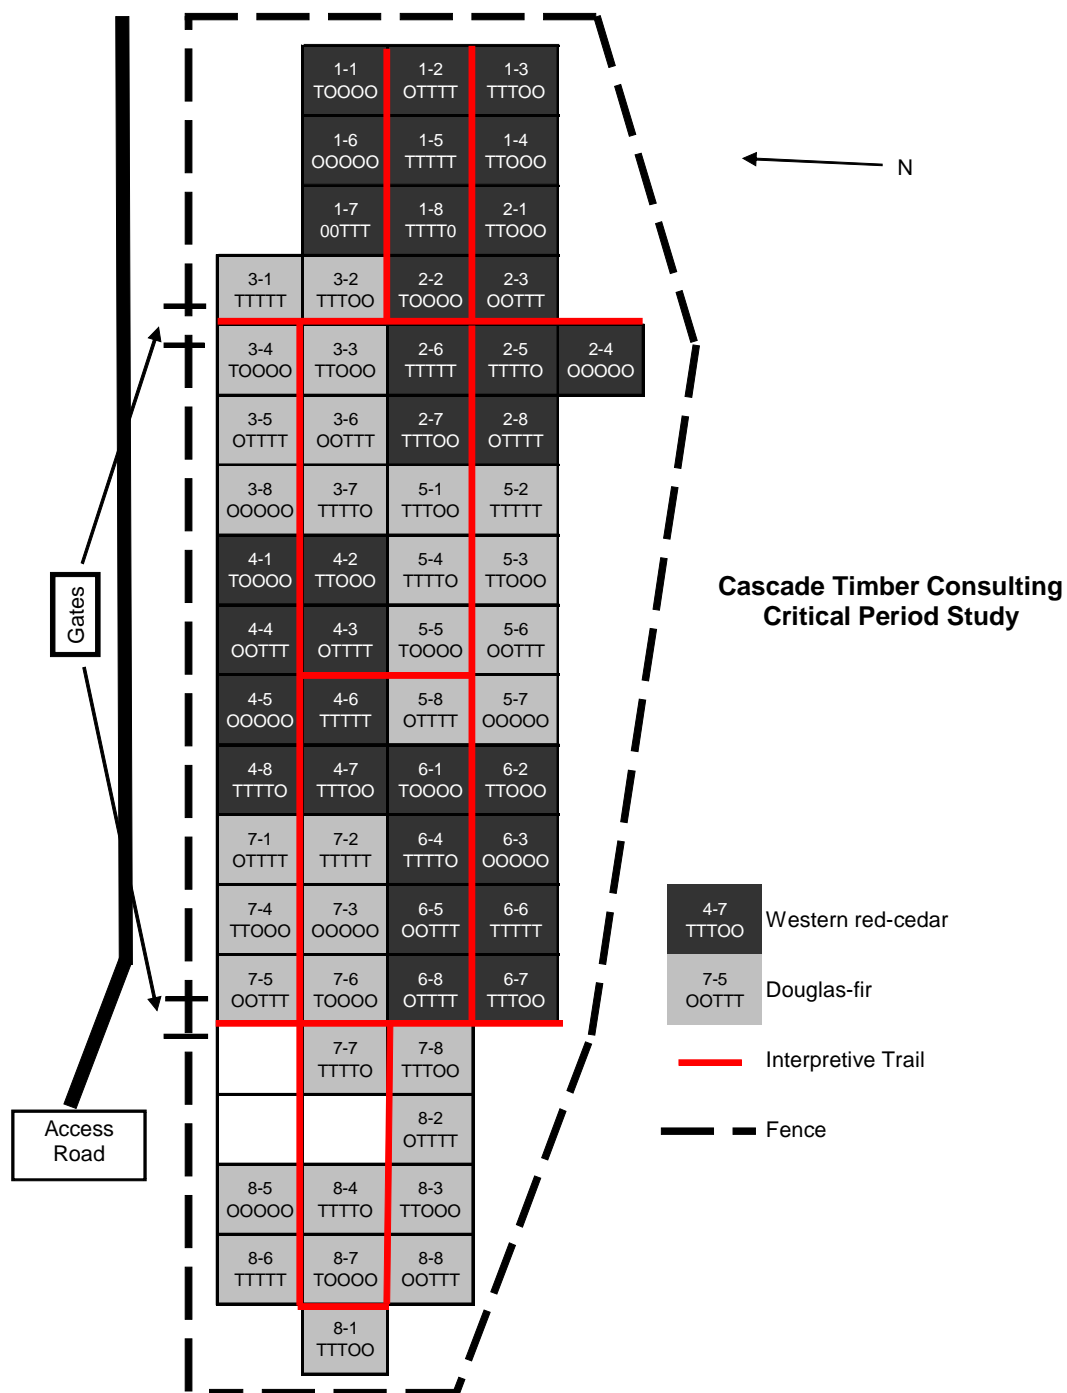 1-1
TOOOO
1-2
OTTTT
1-3
TTTOO
1-6
OOOOO
1-5
TTTTT
1-4
TTOOO
N
1-7
00TTT
1-8
TTTT0
2-1
TTOOO
3-1
TTTTT
3-2
TTTOO
2-2
TOOOO
2-3
OOTTT
3-4
TOOOO
3-3
TTOOO
2-6
TTTTT
2-5
TTTTO
2-4
OOOOO
3-5
OTTTT
3-6
OOTTT
2-7
TTTOO
2-8
OTTTT
3-8
OOOOO
3-7
TTTTO
5-1
TTTOO
5-2
TTTTT
4-1
TOOOO
4-2
TTOOO
5-4
TTTTO
5-3
TTOOO
Gates
Cascade Timber Consulting
Critical Period Study
4-4
OOTTT
4-3
OTTTT
5-5
TOOOO
5-6
OOTTT
4-5
OOOOO
4-6
TTTTT
5-8
OTTTT
5-7
OOOOO
4-8
TTTTO
4-7
TTTOO
6-1
TOOOO
6-2
TTOOO
7-1
OTTTT
7-2
TTTTT
6-4
TTTTO
6-3
OOOOO
7-4
TTOOO
7-3
OOOOO
6-5
OOTTT
6-6
TTTTT
4-7
TTTOO
Western red-cedar
7-5
OOTTT
7-6
TOOOO
6-8
OTTTT
6-7
TTTOO
7-5
OOTTT
Douglas-fir
7-7
TTTTO
7-8
TTTOO
Interpretive Trail
8-2
OTTTT
Fence
Access
Road
8-5
OOOOO
8-4
TTTTO
8-3
TTOOO
8-6
TTTTT
8-7
TOOOO
8-8
OOTTT
8-1
TTTOO